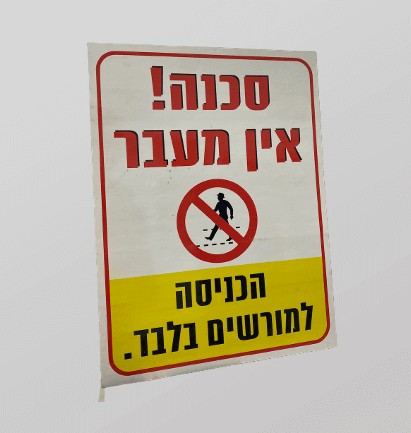 סכנה!
אין מעבר
הכניסה
למורשים בלבד.